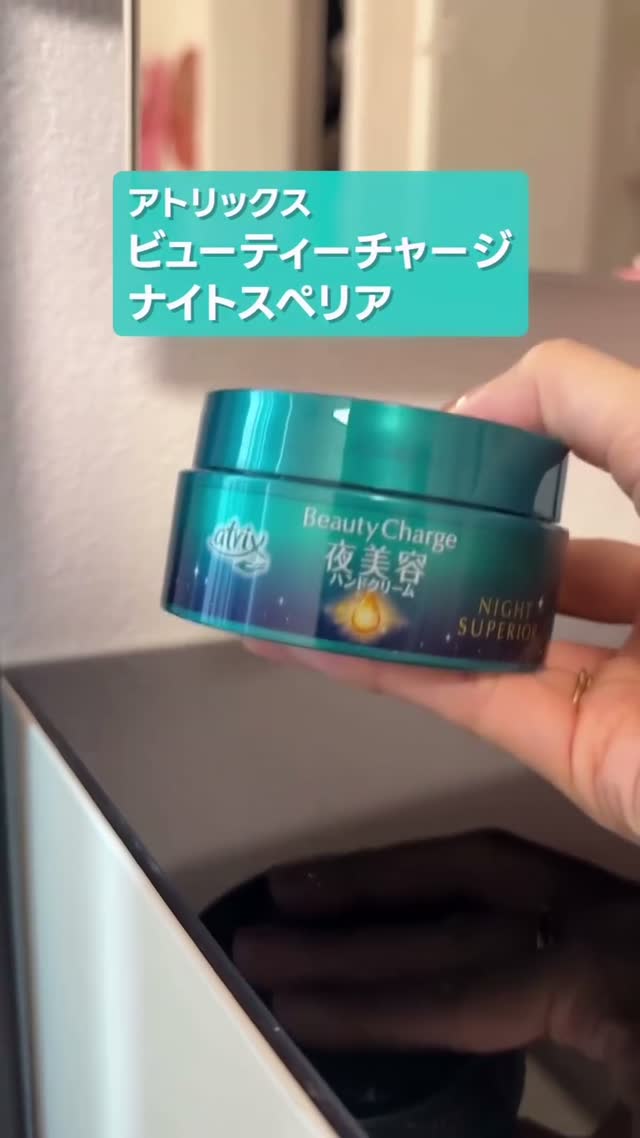 アトリックス
ビューティーチャージ
ナイトスペリア
atrix
Beauty Charge
夜美容
ハンドクリーム
NIGHT
SUPERIOR